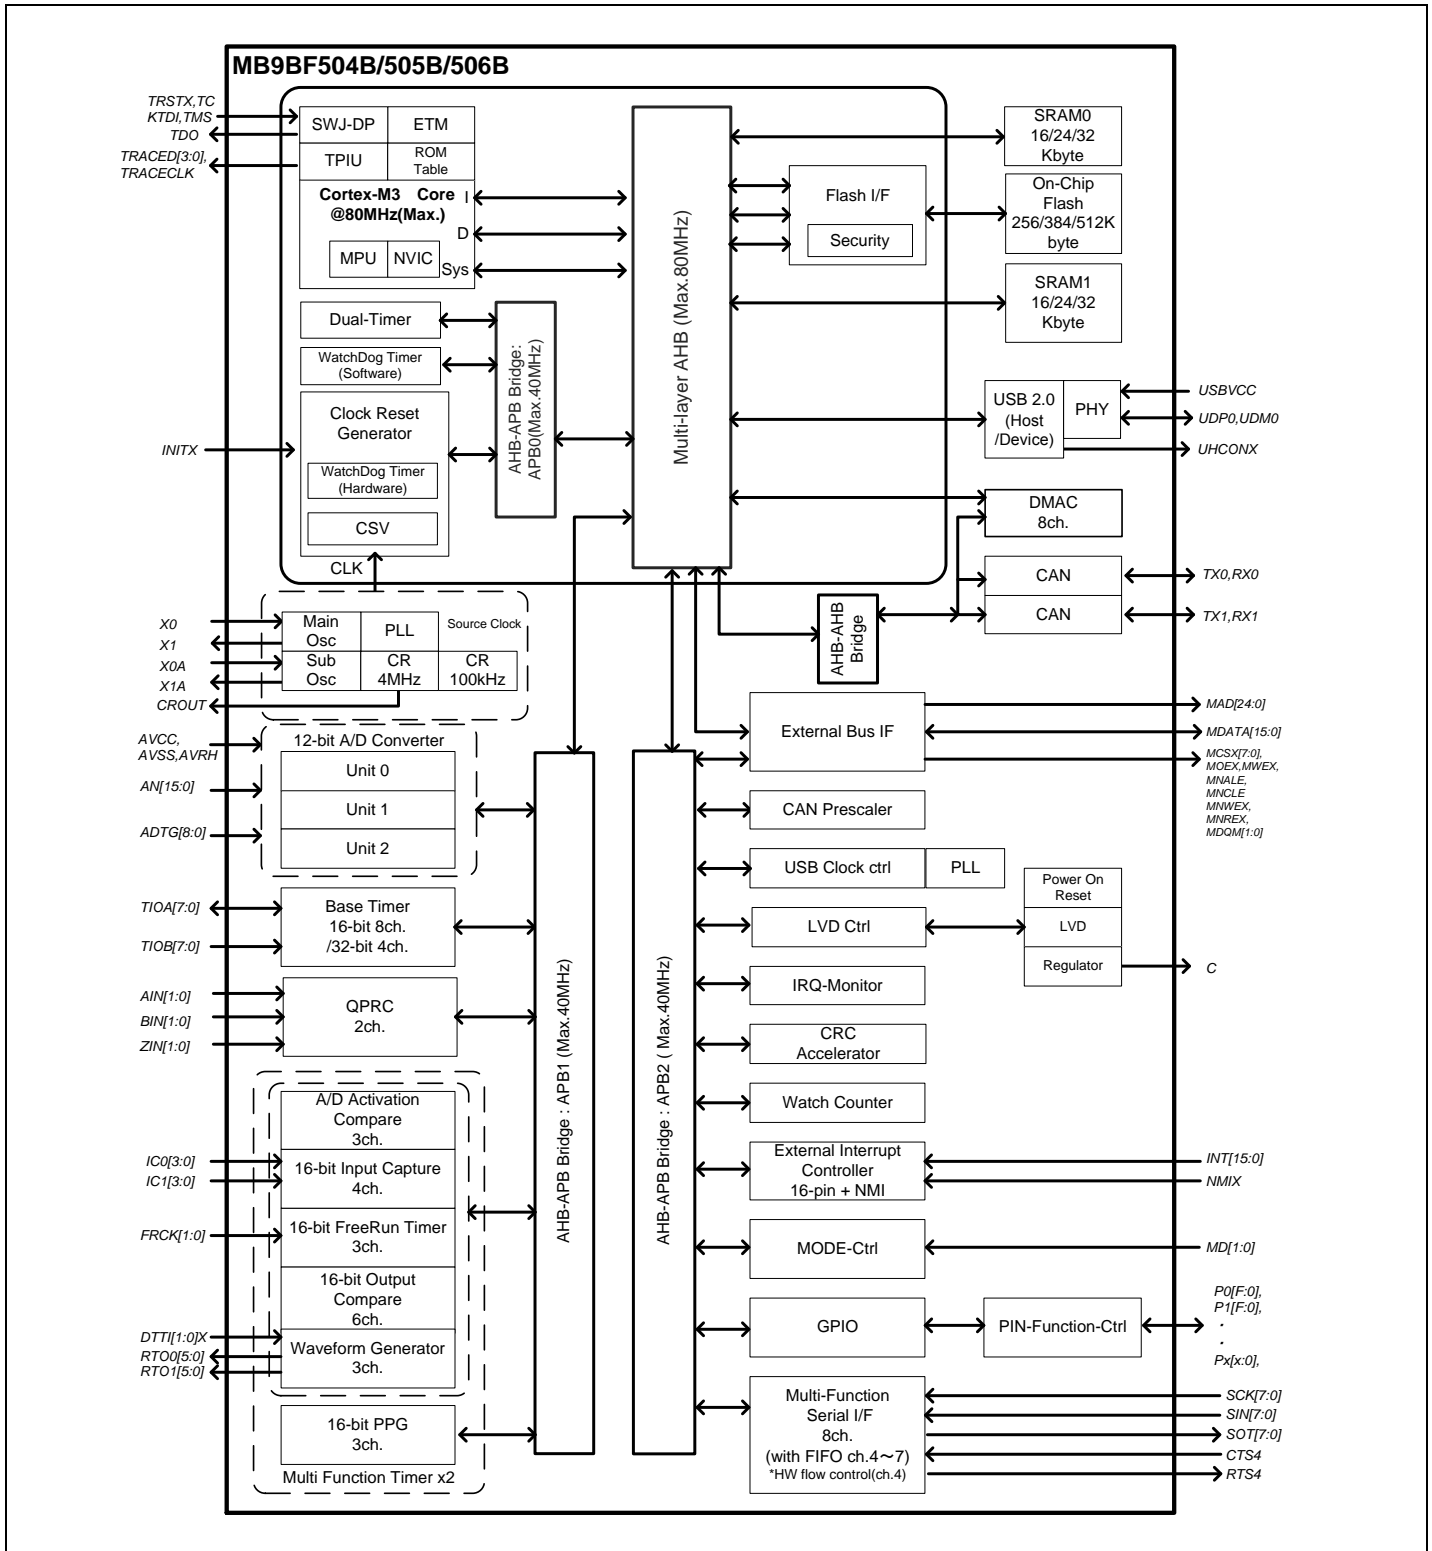 MB9BF504B/505B/506B
TRSTX,TC
KTDI,TMS
TDO
TRACED[3:0],
TRACECLK
SWJ-DP
ETM
TPIU
ROM
Table
Cortex-M3 Core
@80MHz(Max.)
I
D
Sys
MPU
NVIC
Dual-Timer
WatchDog Timer
(Software)
Clock Reset
Generator
WatchDog Timer
(Hardware)
CSV
CLK
INITX
AHB-APB Bridge:
APB0(Max.40MHz)
Multi-layer AHB (Max.80MHz)
Flash I/F
Security
SRAM0
16/24/32
Kbyte
On-Chip
Flash
256/384/512K
byte
SRAM1
16/24/32
Kbyte
USB 2.0
(Host
/Device)
PHY
USBVCC
UDP0,UDM0
UHCONX
DMAC
8ch.
CAN
TX0,RX0
CAN
TX1,RX1
AHB-AHB
Bridge
X0
X1
X0A
X1A
CROUT
Main
Osc
PLL
Source Clock
Sub
Osc
CR
4MHz
CR
100kHz
AVCC,
AVSS,AVRH
AN[15:0]
ADTG[8:0]
12-bit A/D Converter
Unit 0
Unit 1
Unit 2
TIOA[7:0]
TIOB[7:0]
Base Timer
16-bit 8ch.
/32-bit 4ch.
AIN[1:0]
BIN[1:0]
ZIN[1:0]
QPRC
2ch.
A/D Activation
Compare
3ch.
IC0[3:0]
IC1[3:0]
16-bit Input Capture
4ch.
FRCK[1:0]
16-bit FreeRun Timer
3ch.
16-bit Output
Compare
6ch.
DTTI[1:0]X
RTO0[5:0]
RTO1[5:0]
Waveform Generator
3ch.
16-bit PPG
3ch.
Multi Function Timer x2
AHB-APB Bridge : APB1 (Max.40MHz)
AHB-APB Bridge : APB2 ( Max.40MHz)
External Bus IF
MAD[24:0]
MDATA[15:0]
MCSX[7:0],
MOEX,MWEX,
MNALE,
MNCLE
MNWEX,
MNREX,
MDQM[1:0]
CAN Prescaler
USB Clock ctrl
PLL
LVD Ctrl
Power On
Reset
LVD
Regulator
C
IRQ-Monitor
CRC
Accelerator
Watch Counter
External Interrupt
Controller
16-pin + NMI
INT[15:0]
NMIX
MODE-Ctrl
MD[1:0]
GPIO
PIN-Function-Ctrl
P0[F:0],
P1[F:0],
・
・
Px[x:0],
Multi-Function
Serial I/F
8ch.
(with FIFO ch.4～7)
*HW flow control(ch.4)
SCK[7:0]
SIN[7:0]
SOT[7:0]
CTS4
RTS4